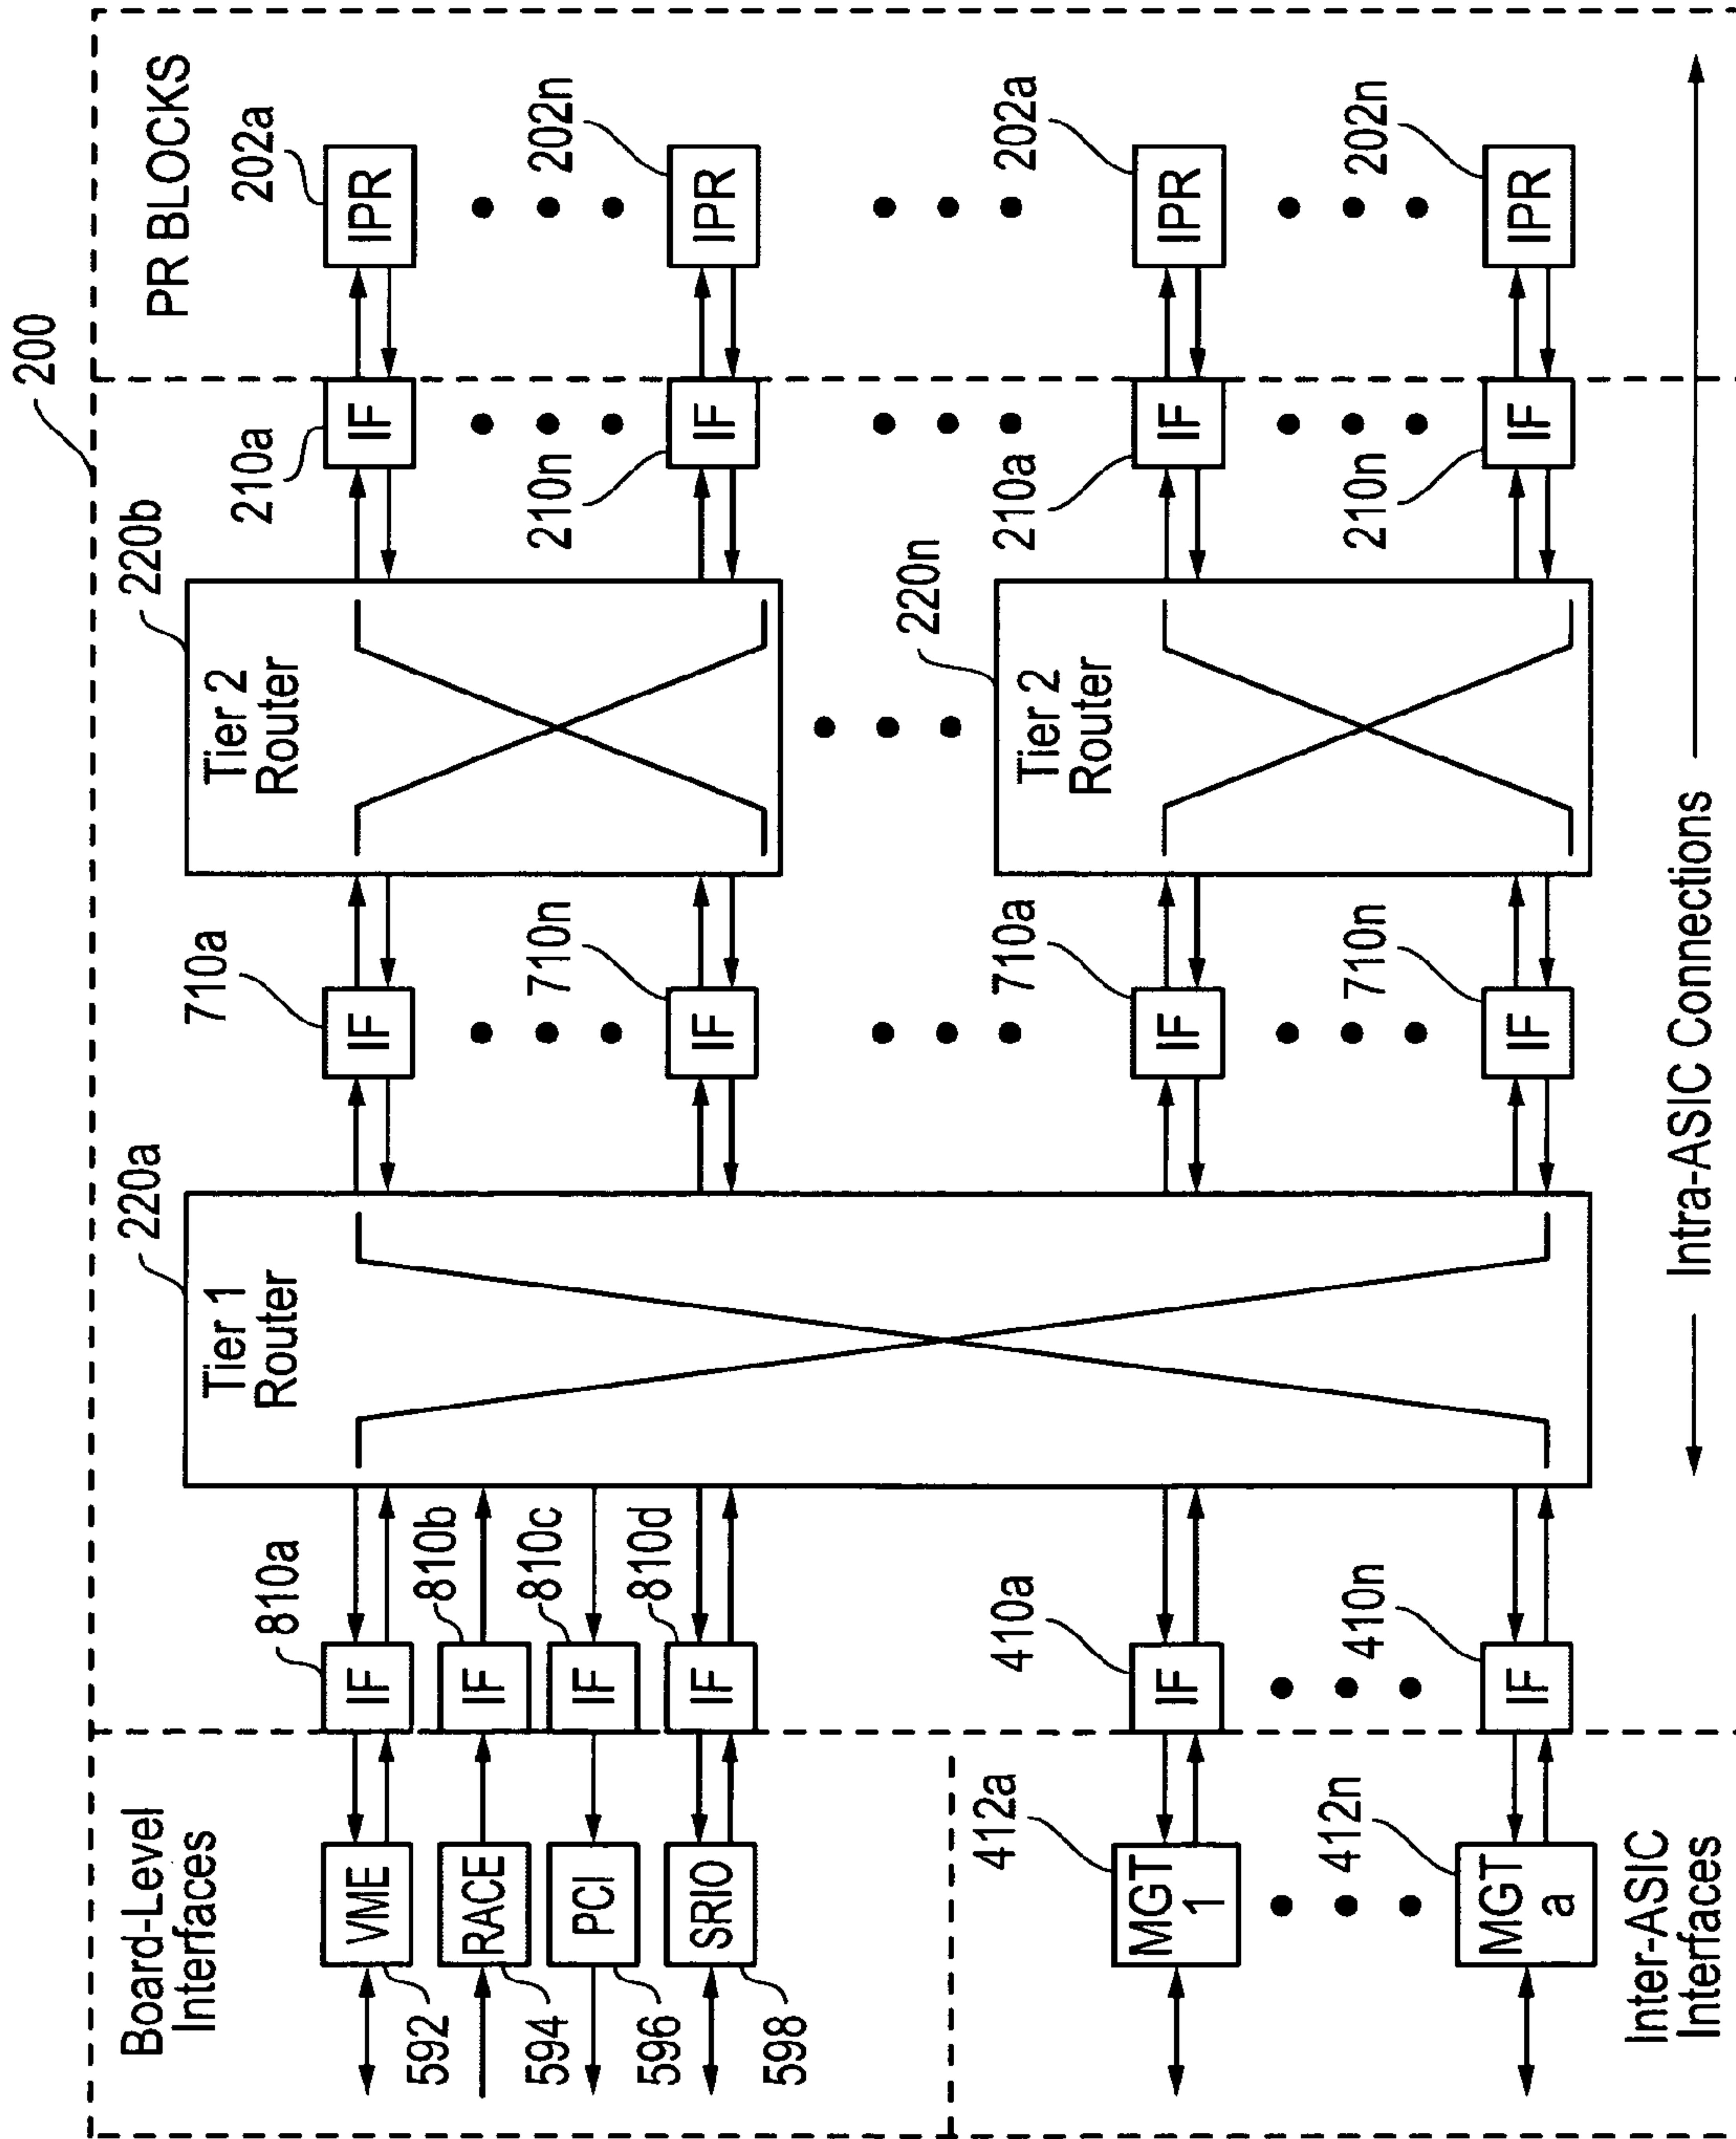 200
Board-Level
Interfaces
PR BLOCKS
810a
220a
710a
220b
210a
202a
VME
IF
Tier 1
Router
IF
Tier 2
Router
IF
IPR
592
810b
RACE
IF
594
810c
PCI
IF
596
810d
710n
210n
202n
SRIO
IF
IF
IF
IPR
598
220n
412a
410a
710a
210a
202a
MGT
1
IF
IF
Tier 2
Router
IF
IPR
412n
410n
710n
210n
202n
MGT
a
IF
IF
IF
IPR
Inter-ASIC
Interfaces
Intra-ASIC Connections